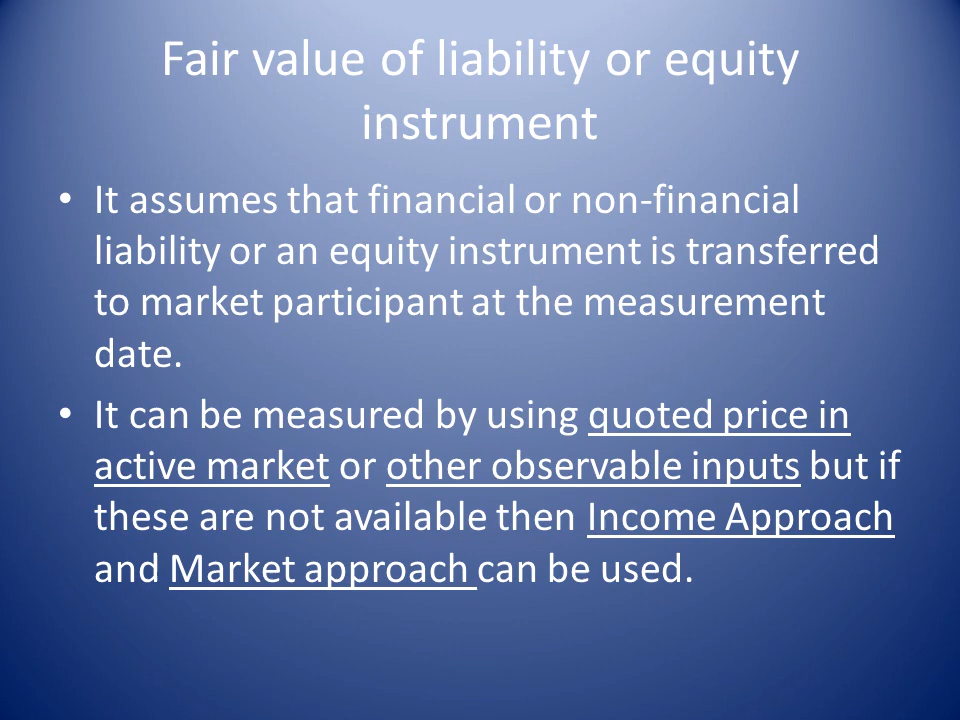 Fair value of liability or equity
instrument
• It assumes that financial or non-financial
liability or an equity instrument is transferred
to market participant at the measurement
date.
• It can be measured by using quoted price in
active market or other observable inputs but if
these are not available then Income Approach
and Market approach can be used.